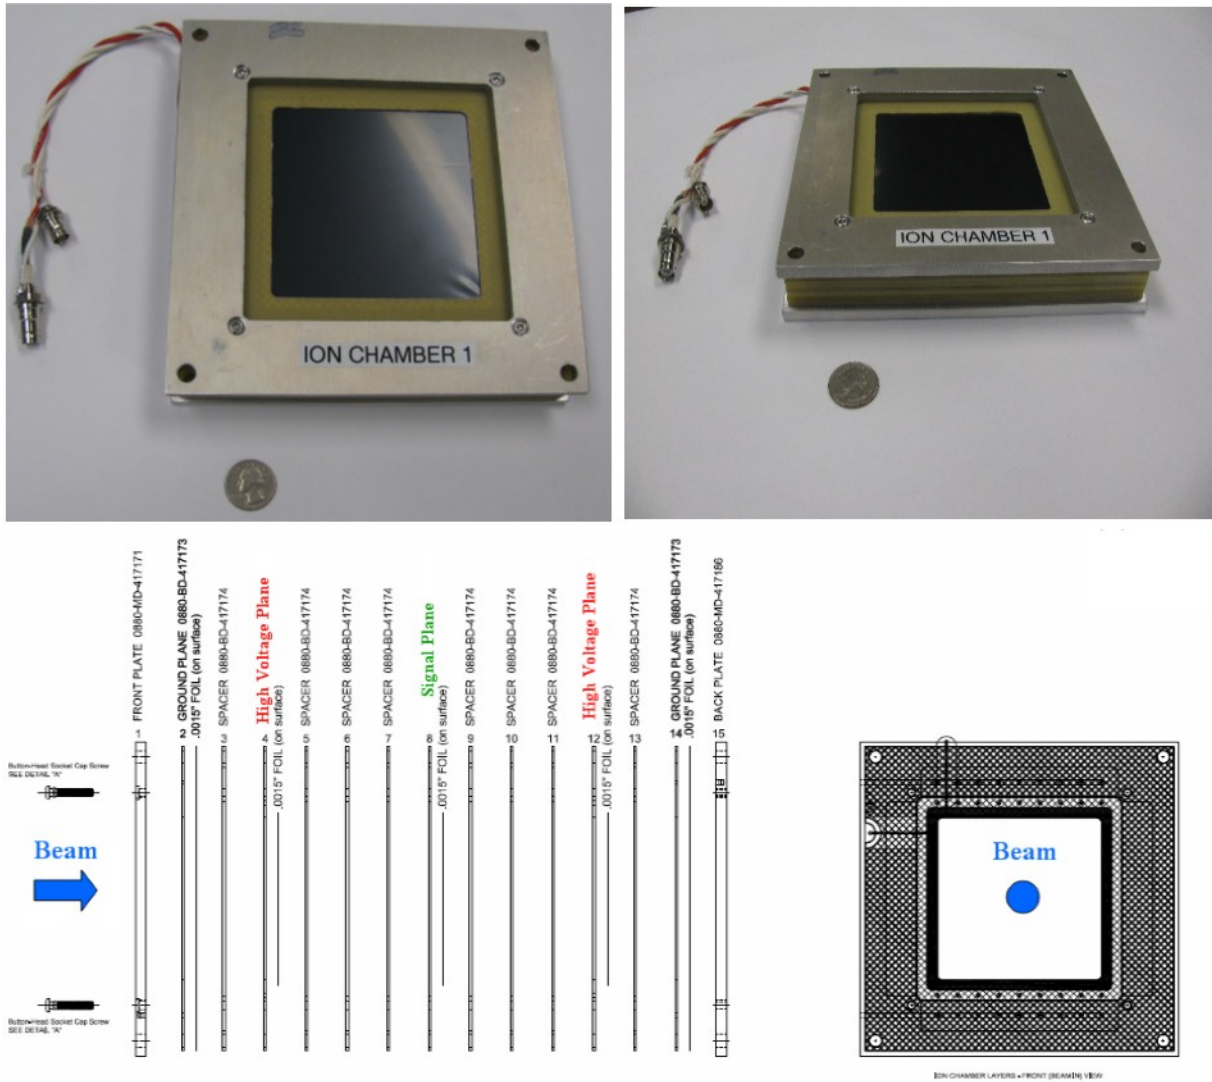 ION CHAMBER 1
ION CHAMBER 1
1 FRONT PLATE 0880-MD-417171
2 GROUND PLANE 0880-BD-417173
.0015" FOIL (on surface)
3 SPACER 0880-BD-417174
4 High Voltage Plane
.0015" FOIL (on surface)
5 SPACER 0880-BD-417174
6 SPACER 0880-BD-417174
7 SPACER 0880-BD-417174
8 Signal Plane
.0015" FOIL (on surface)
9 SPACER 0880-BD-417174
10 SPACER 0880-BD-417174
11 SPACER 0880-BD-417174
12 High Voltage Plane
.0015" FOIL (on surface)
13 SPACER 0880-BD-417174
14 GROUND PLANE 0880-BD-417173
.0015" FOIL (on surface)
15 BACK PLATE 0880-MD-417186
Button-Head Socket Cap Screw
SEE DETAIL "A"
Beam
Button-Head Socket Cap Screw
SEE DETAIL "A"
Beam
ION CHAMBER LAYERS - FRONT (BEAM IN) VIEW